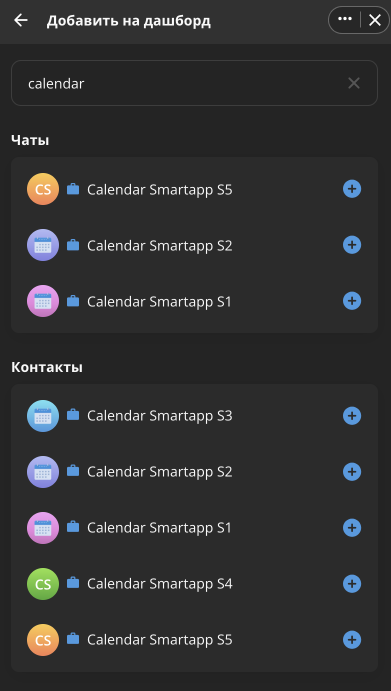 Добавить на дашборд
calendar
Чаты
CS Calendar Smartapp S5
Calendar Smartapp S2
Calendar Smartapp S1
Контакты
Calendar Smartapp S3
Calendar Smartapp S2
Calendar Smartapp S1
CS Calendar Smartapp S4
CS Calendar Smartapp S5